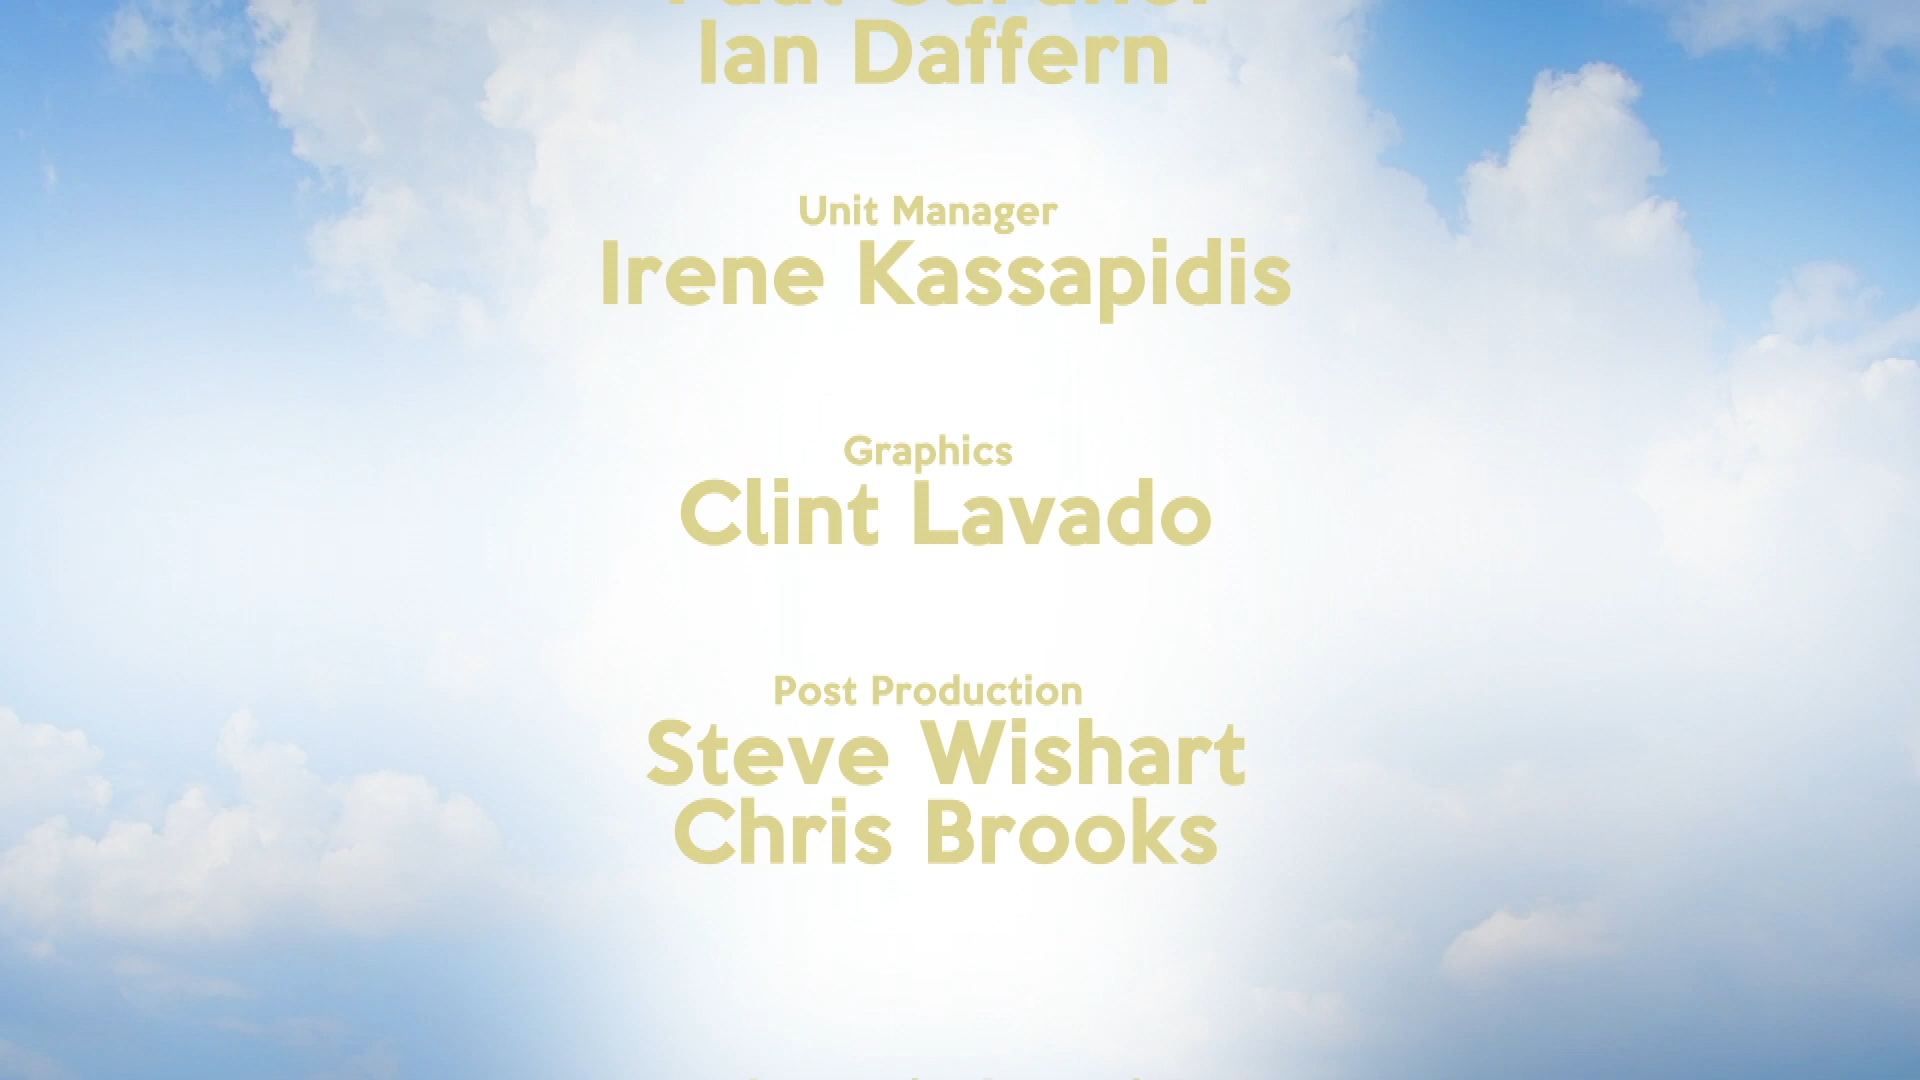 Ian Daffern
Unit Manager
Irene Kassapidis
Graphics
Clint Lavado
Post Production
Steve Wishart
Chris Brooks